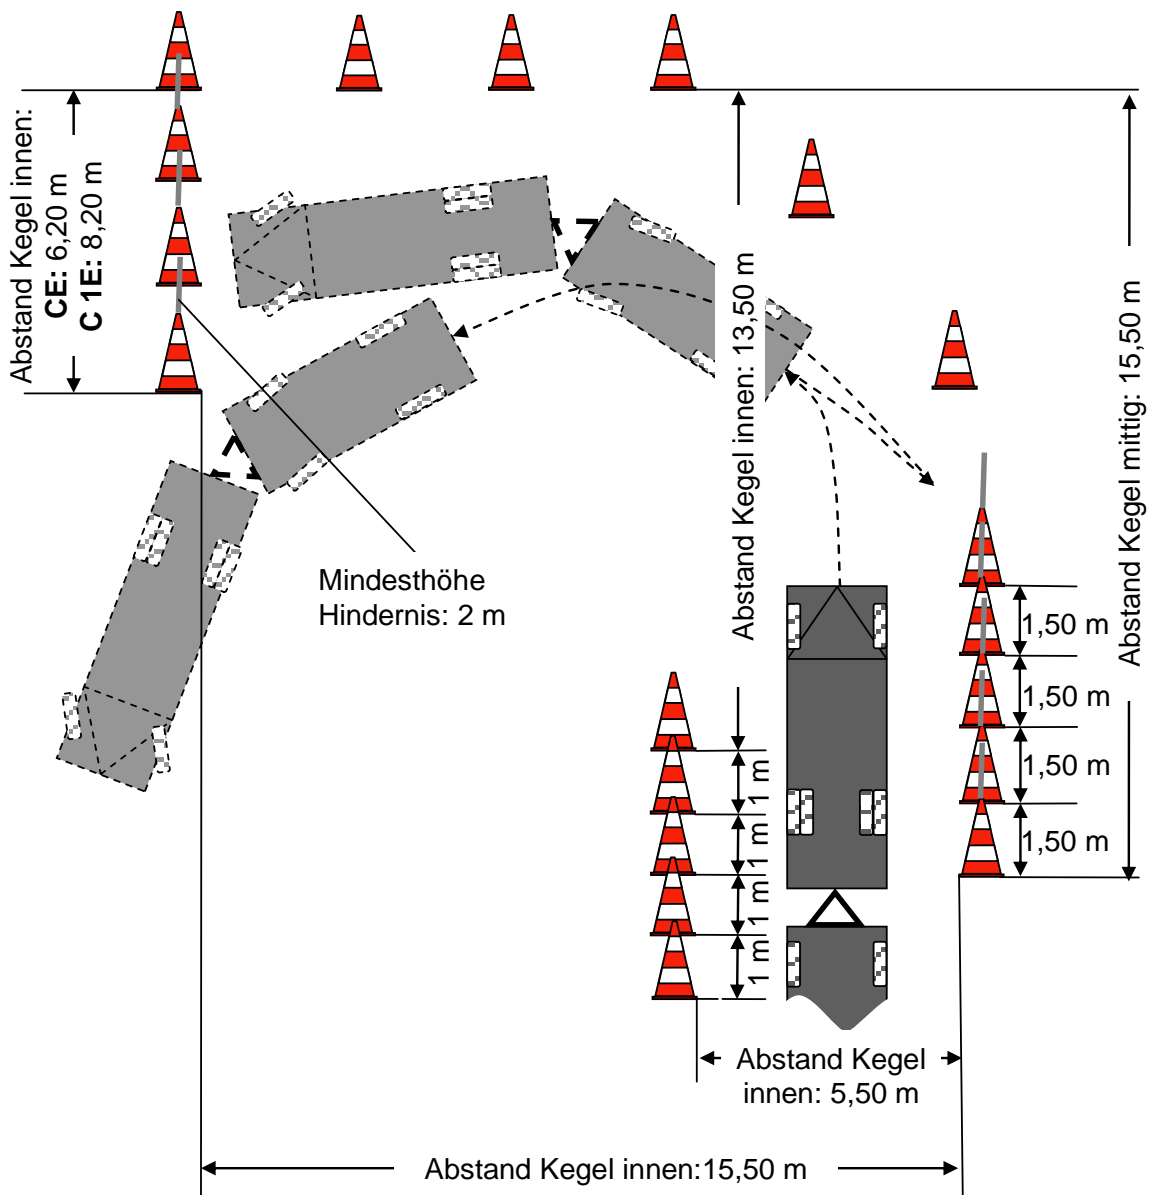 Abstand Kegel innen:
CE: 6,20 m
C 1E: 8,20 m
Abstand Kegel innen: 13,50 m
Abstand Kegel mittig: 15,50 m
Mindesthöhe
Hindernis: 2 m
1,50 m
1,50 m
1,50 m
1,50 m
1 m
1 m
1 m
1 m
Abstand Kegel
innen: 5,50 m
Abstand Kegel innen:15,50 m